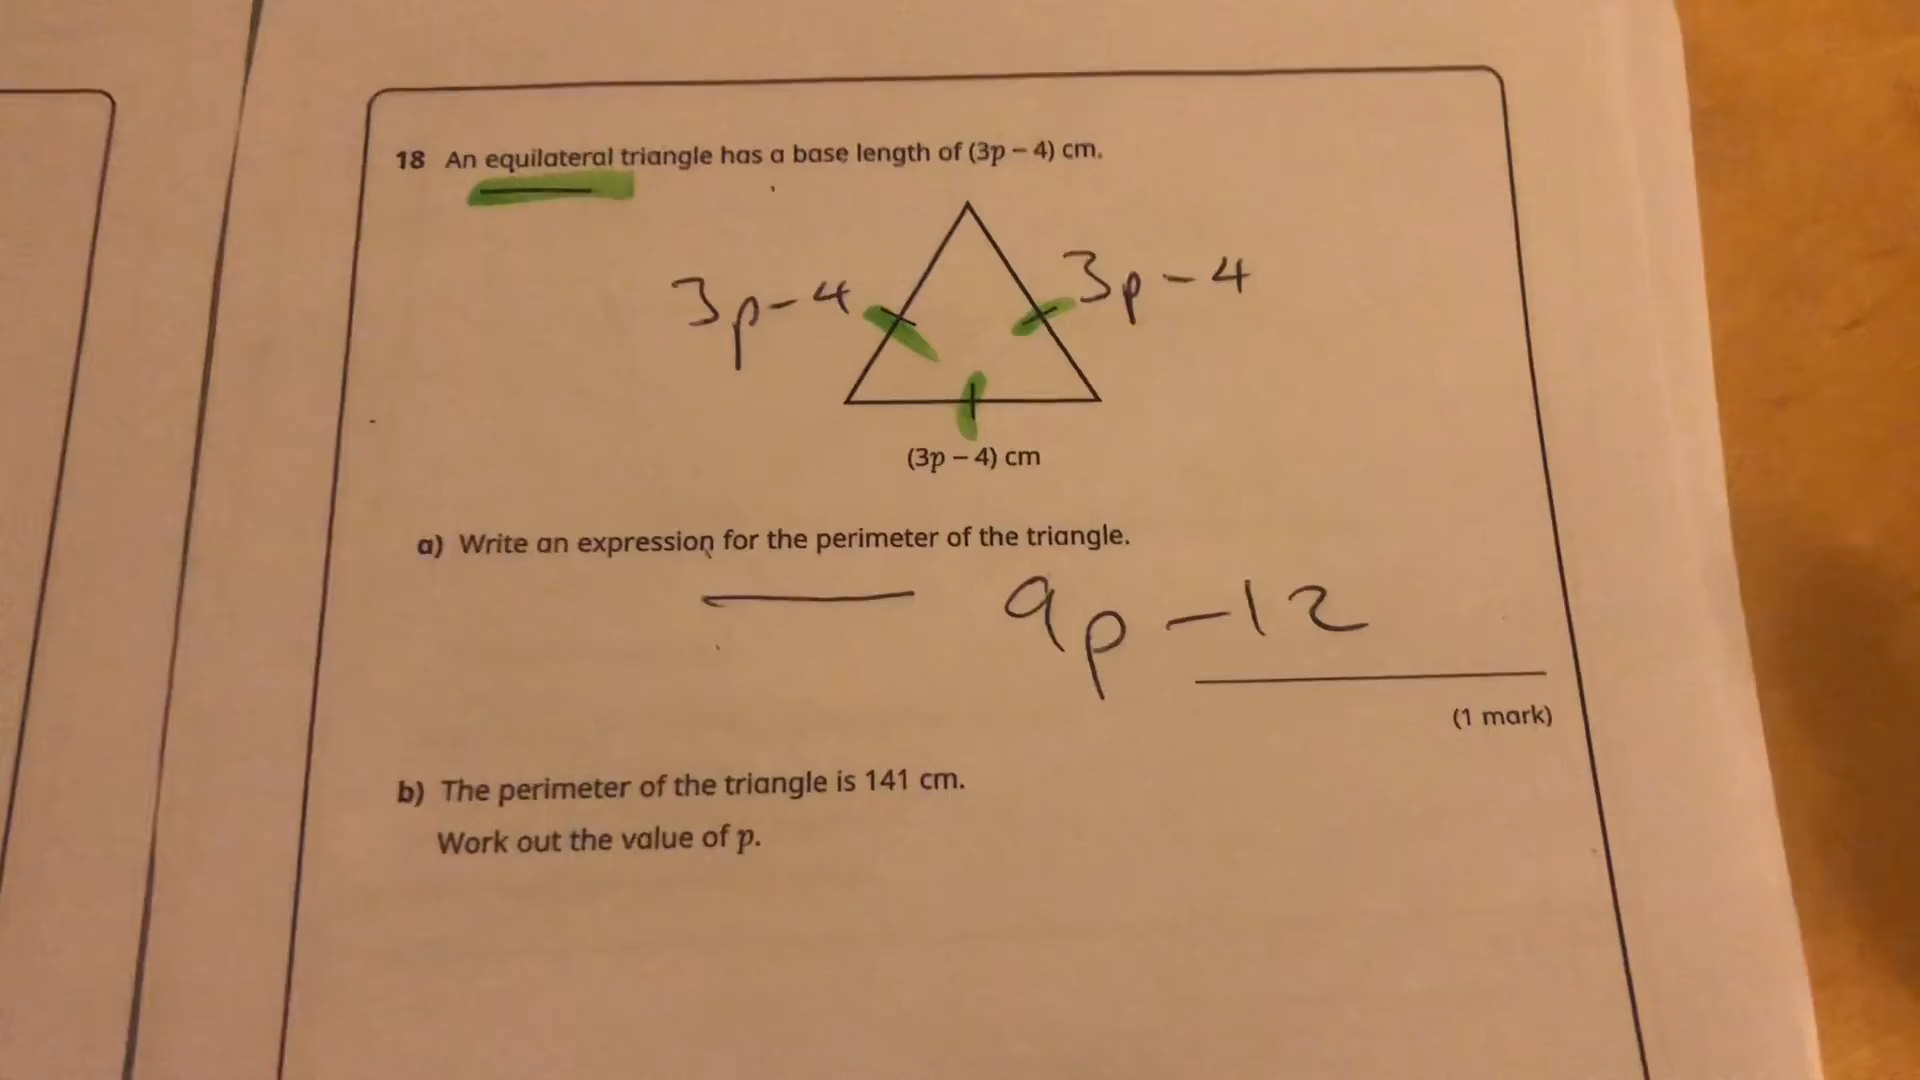 18 An equilateral triangle has a base length of (3p – 4) cm.
3p – 4
3p – 4
(3p – 4) cm
a) Write an expression for the perimeter of the triangle.
9p – 12
(1 mark)
b) The perimeter of the triangle is 141 cm.
Work out the value of p.